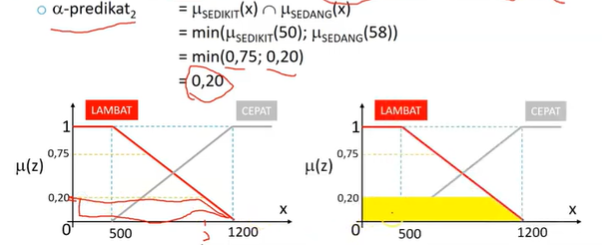 ○ α-predikat₂ = μSEDIKIT(x) ∩ μSEDANG(x)
= min(μSEDIKIT(50); μSEDANG(58))
= min(0,75; 0,20)
= 0,20
LAMBAT CEPAT LAMBAT CEPAT
1 1
0,75 0,75
μ(z) μ(z)
0,20 0,20
x x
0 500 1200 0 500 1200